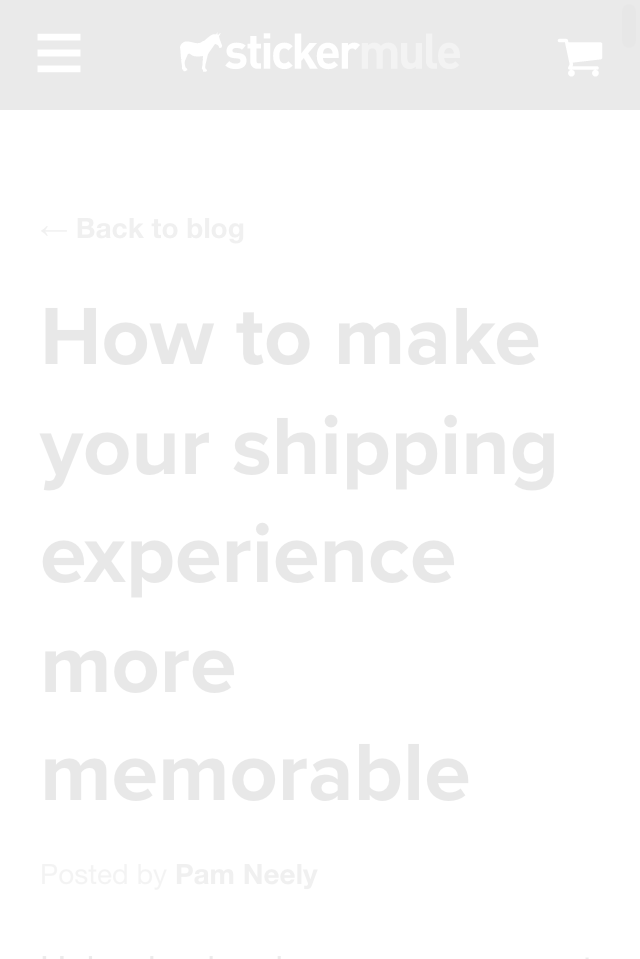 stickermule
← Back to blog
How to make
your shipping
experience
more
memorable
Posted by Pam Neely